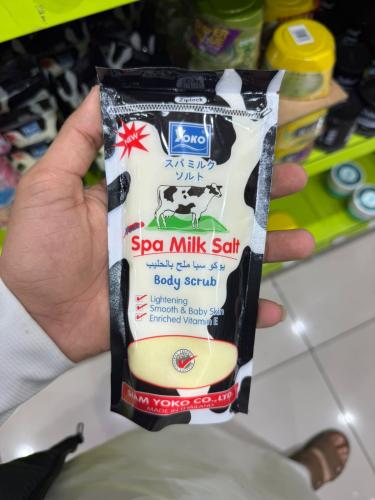 Ziplock
NEW
YOKO
スパミルク
ソルト
Spa Milk Salt
يوكو سبا ملح بالحليب
Body scrub
Lightening
Smooth & Baby Skin
Enriched Vitamin E
SIAM YOKO CO.,LTD.
MADE IN THAILAND